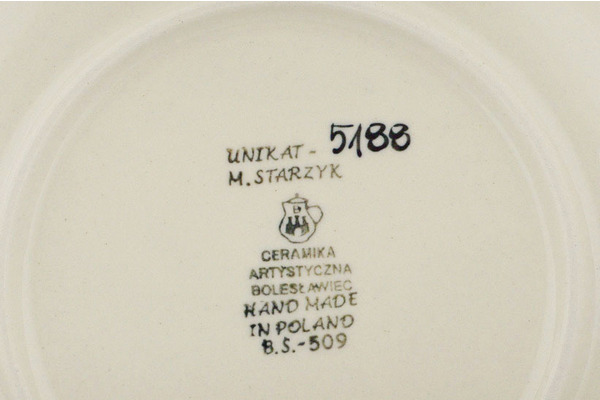 UNIKAT - 5188
M. STARZYK
CERAMIKA
ARTYSTYCZNA
BOLESŁAWIEC
HAND MADE
IN POLAND
B.S.-509